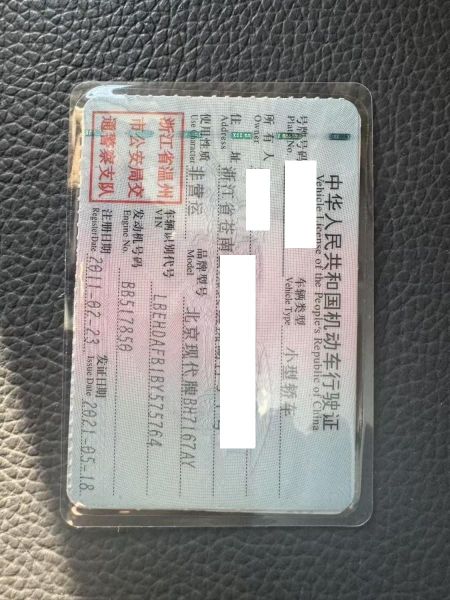 中华人民共和国机动车行驶证
Vehicle License of the People's Republic of China
号牌号码 车辆类型 小型轿车
Plate No. Vehicle Type
所有人
Owner
住址 浙江省苍南
Address
使用性质 非营运 品牌型号 北京现代牌BH7167AY
Use Character Model
浙江省温州
市公安局交
通警察支队
车辆识别代号 LBEHDAFB1BY575764
VIN
发动机号码 BB517850
Engine No.
注册日期 2011-02-23 发证日期 2021-05-18
Register Date Issue Date